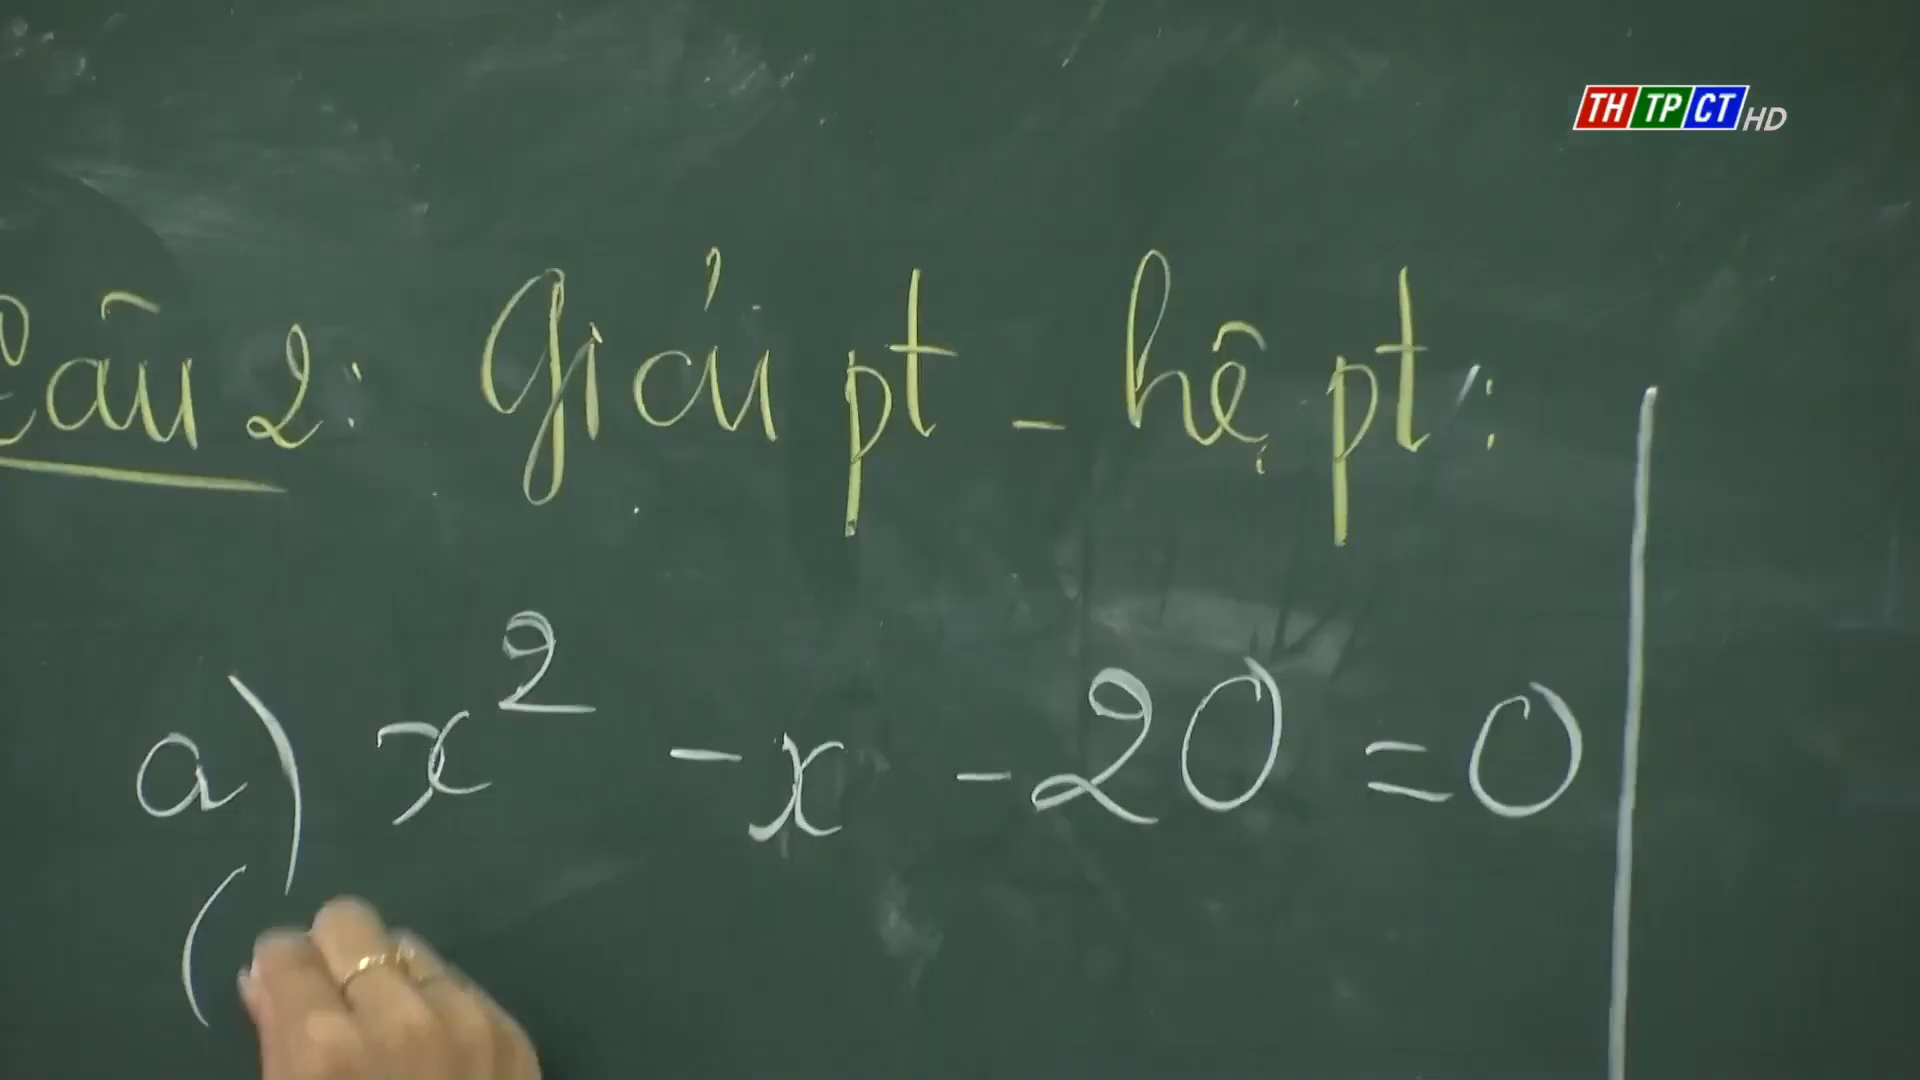 THTPCT HD
Câu 2: Giải pt - hệ pt:
a) x² - x - 20 = 0
(